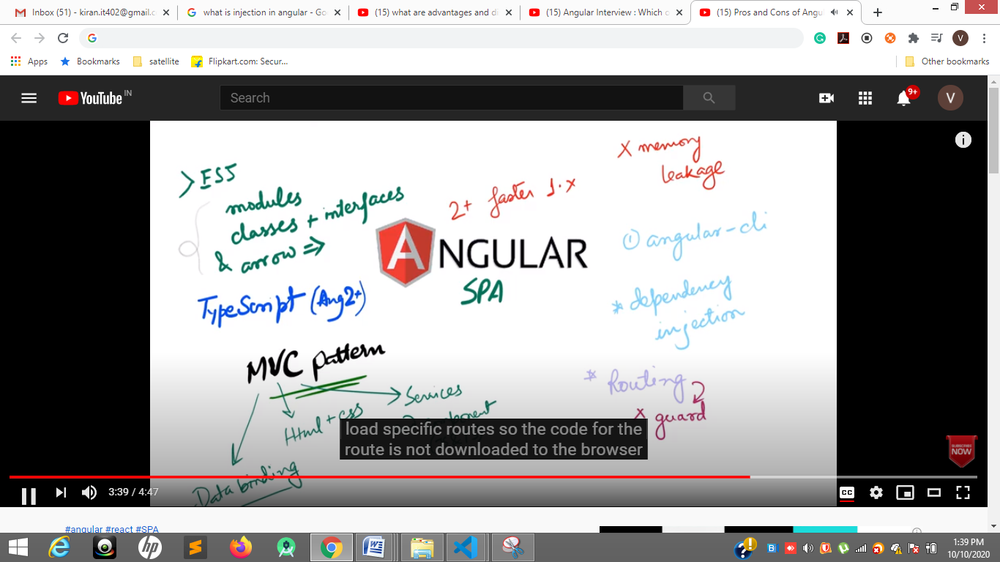 Inbox (51) - kiran.it402@gmail.c
what is injection in angular - Go
(15) what are advantages and di
(15) Angular Interview : Which o
(15) Pros and Cons of Angu
Apps
Bookmarks
satellite
Flipkart.com: Secur...
Other bookmarks
YouTube IN
Search
9+
V
> ES5
modules
classes + interfaces
& arrow =>
TypeScript (Ang2+)
2+ faster 1.x
ANGULAR
SPA
X memory
leakage
① angular-cli
* dependency
injection
* Routing
x guard
MVC pattern
Services
Html + css
Data binding
load specific routes so the code for the
route is not downloaded to the browser
SUBSCRIBE
NOW
3:39 / 4:47
CC
#angular #react #SPA
1:39 PM
10/10/2020